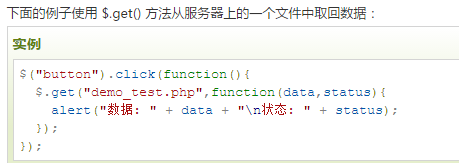 下面的例子使用 $.get() 方法从服务器上的一个文件中取回数据：
实例
$("button").click(function(){
  $.get("demo_test.php",function(data,status){
    alert("数据: " + data + "\n状态: " + status);
  });
});